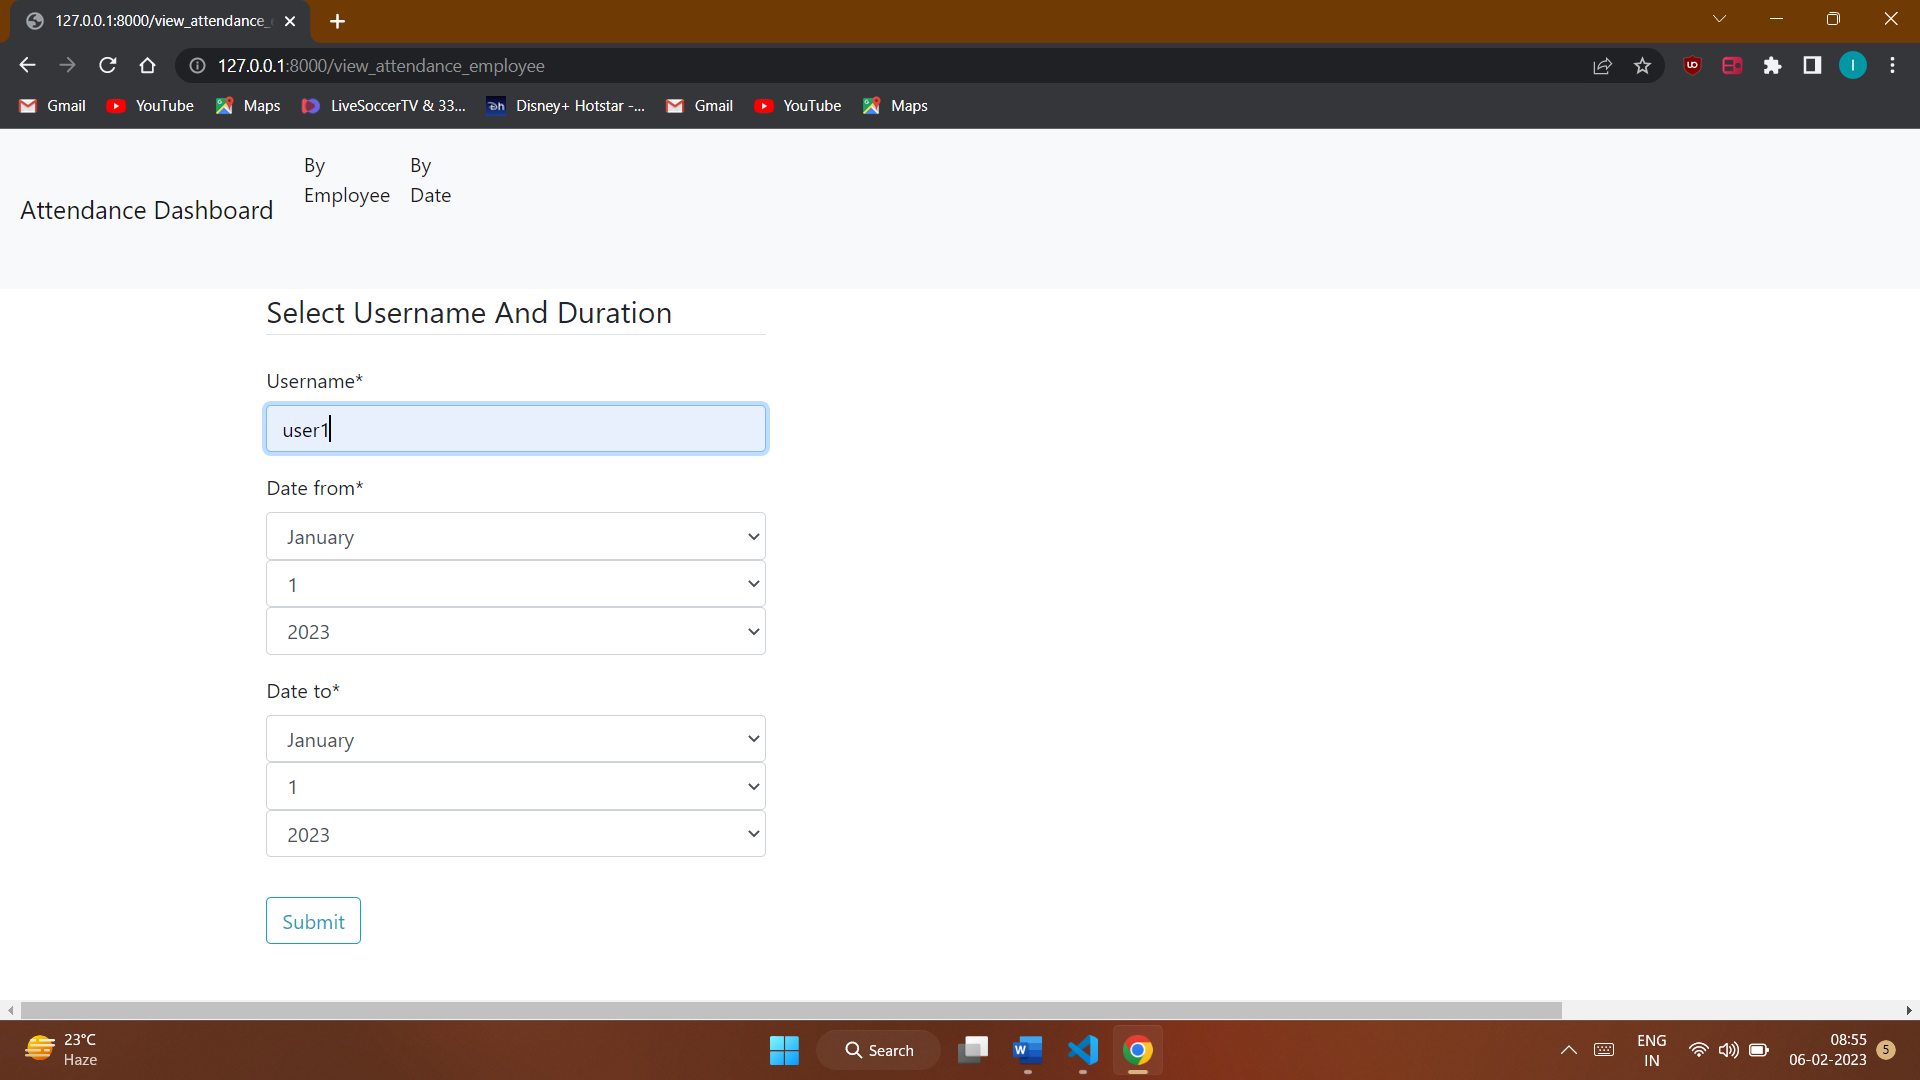 127.0.0.1:8000/view_attendance_
127.0.0.1:8000/view_attendance_employee
Gmail YouTube Maps LiveSoccerTV & 33... Disney+ Hotstar -... Gmail YouTube Maps
By Employee
By Date
Attendance Dashboard
Select Username And Duration
Username*
user1
Date from*
January
1
2023
Date to*
January
1
2023
Submit
23°C
Haze
Search
ENG
IN
08:55
06-02-2023
5